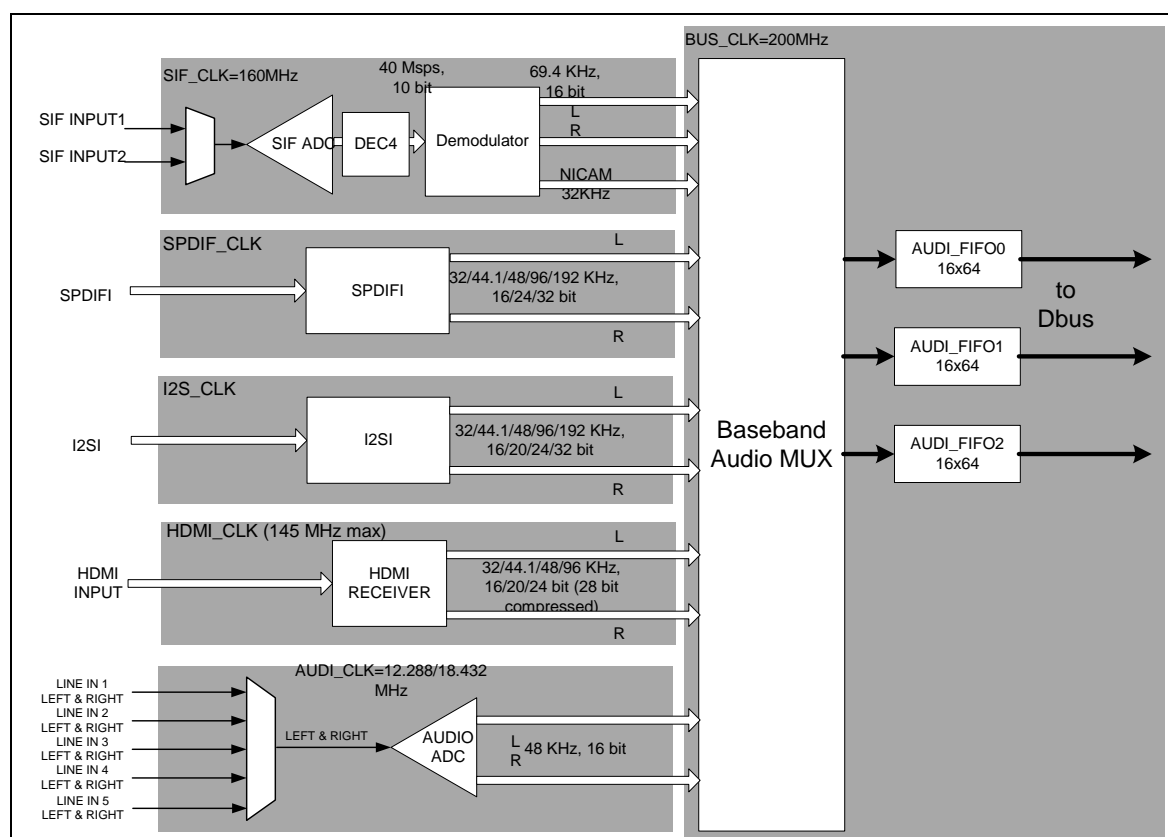 BUS_CLK=200MHz
SIF_CLK=160MHz
40 Msps,
10 bit
69.4 KHz,
16 bit
L
R
SIF INPUT1
SIF INPUT2
SIF ADC
DEC4
Demodulator
NICAM
32KHz
SPDIF_CLK
L
SPDIFI
SPDIFI
32/44.1/48/96/192 KHz,
16/24/32 bit
R
I2S_CLK
L
I2SI
I2SI
32/44.1/48/96/192 KHz,
16/20/24/32 bit
R
HDMI_CLK (145 MHz max)
L
HDMI
INPUT
HDMI
RECEIVER
32/44.1/48/96 KHz,
16/20/24 bit (28 bit
compressed)
R
AUDI_CLK=12.288/18.432
MHz
LINE IN 1
LEFT & RIGHT
LINE IN 2
LEFT & RIGHT
LINE IN 3
LEFT & RIGHT
LINE IN 4
LEFT & RIGHT
LINE IN 5
LEFT & RIGHT
LEFT & RIGHT
AUDIO
ADC
L
R
48 KHz, 16 bit
Baseband
Audio MUX
AUDI_FIFO0
16x64
AUDI_FIFO1
16x64
AUDI_FIFO2
16x64
to
Dbus